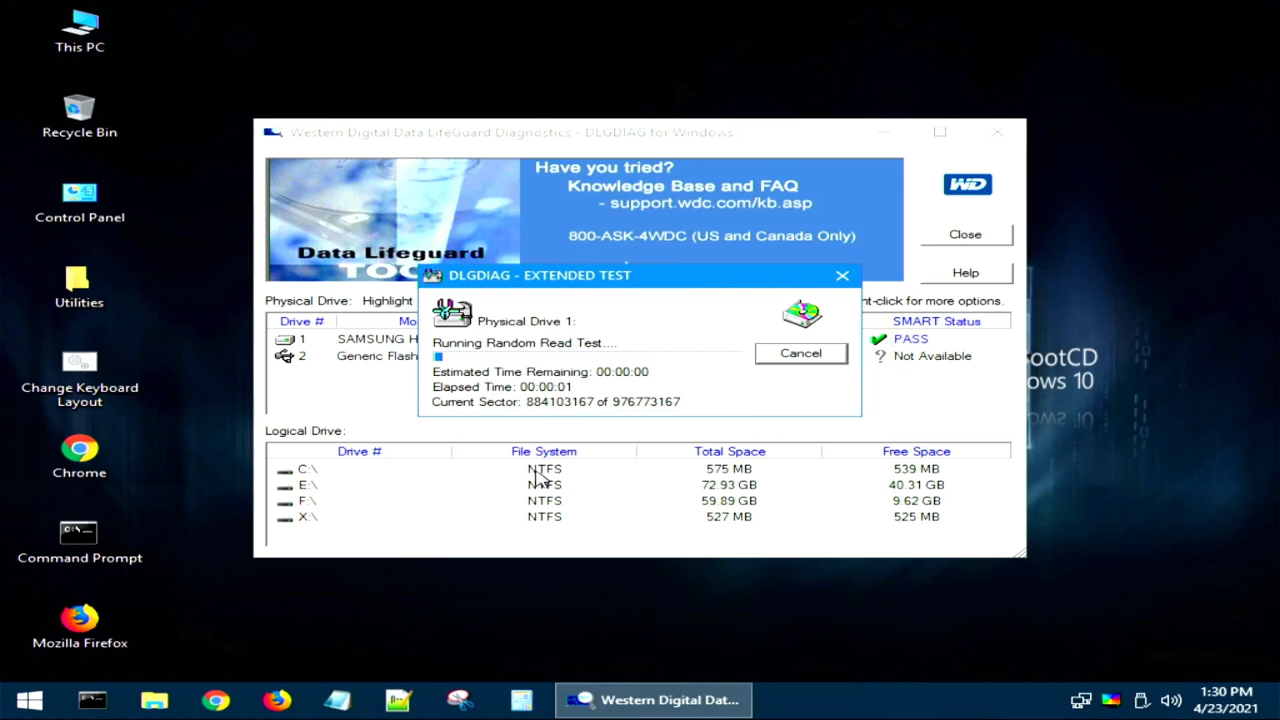 This PC
Recycle Bin
Control Panel
Utilities
Change Keyboard
Layout
Chrome
Command Prompt
Mozilla Firefox
Western Digital Data LifeGuard Diagnostics - DLGDIAG for Windows
Have you tried?
Knowledge Base and FAQ
- support.wdc.com/kb.asp
800-ASK-4WDC (US and Canada Only)
Data Lifeguard
WD
Close
Help
Physical Drive: Highlight
nt-click for more options.
Drive # Mo SMART Status
1 SAMSUNG H PASS
2 Generic Flash ? Not Available
DLGDIAG - EXTENDED TEST
Physical Drive 1:
Running Random Read Test....
Cancel
Estimated Time Remaining: 00:00:00
Elapsed Time: 00:00:01
Current Sector: 884103167 of 976773167
Logical Drive:
Drive # File System Total Space Free Space
C:\ NTFS 575 MB 539 MB
E:\ NTFS 72.93 GB 40.31 GB
F:\ NTFS 59.89 GB 9.62 GB
X:\ NTFS 527 MB 525 MB
ootCD
ows 10
Western Digital Dat...
1:30 PM
4/23/2021